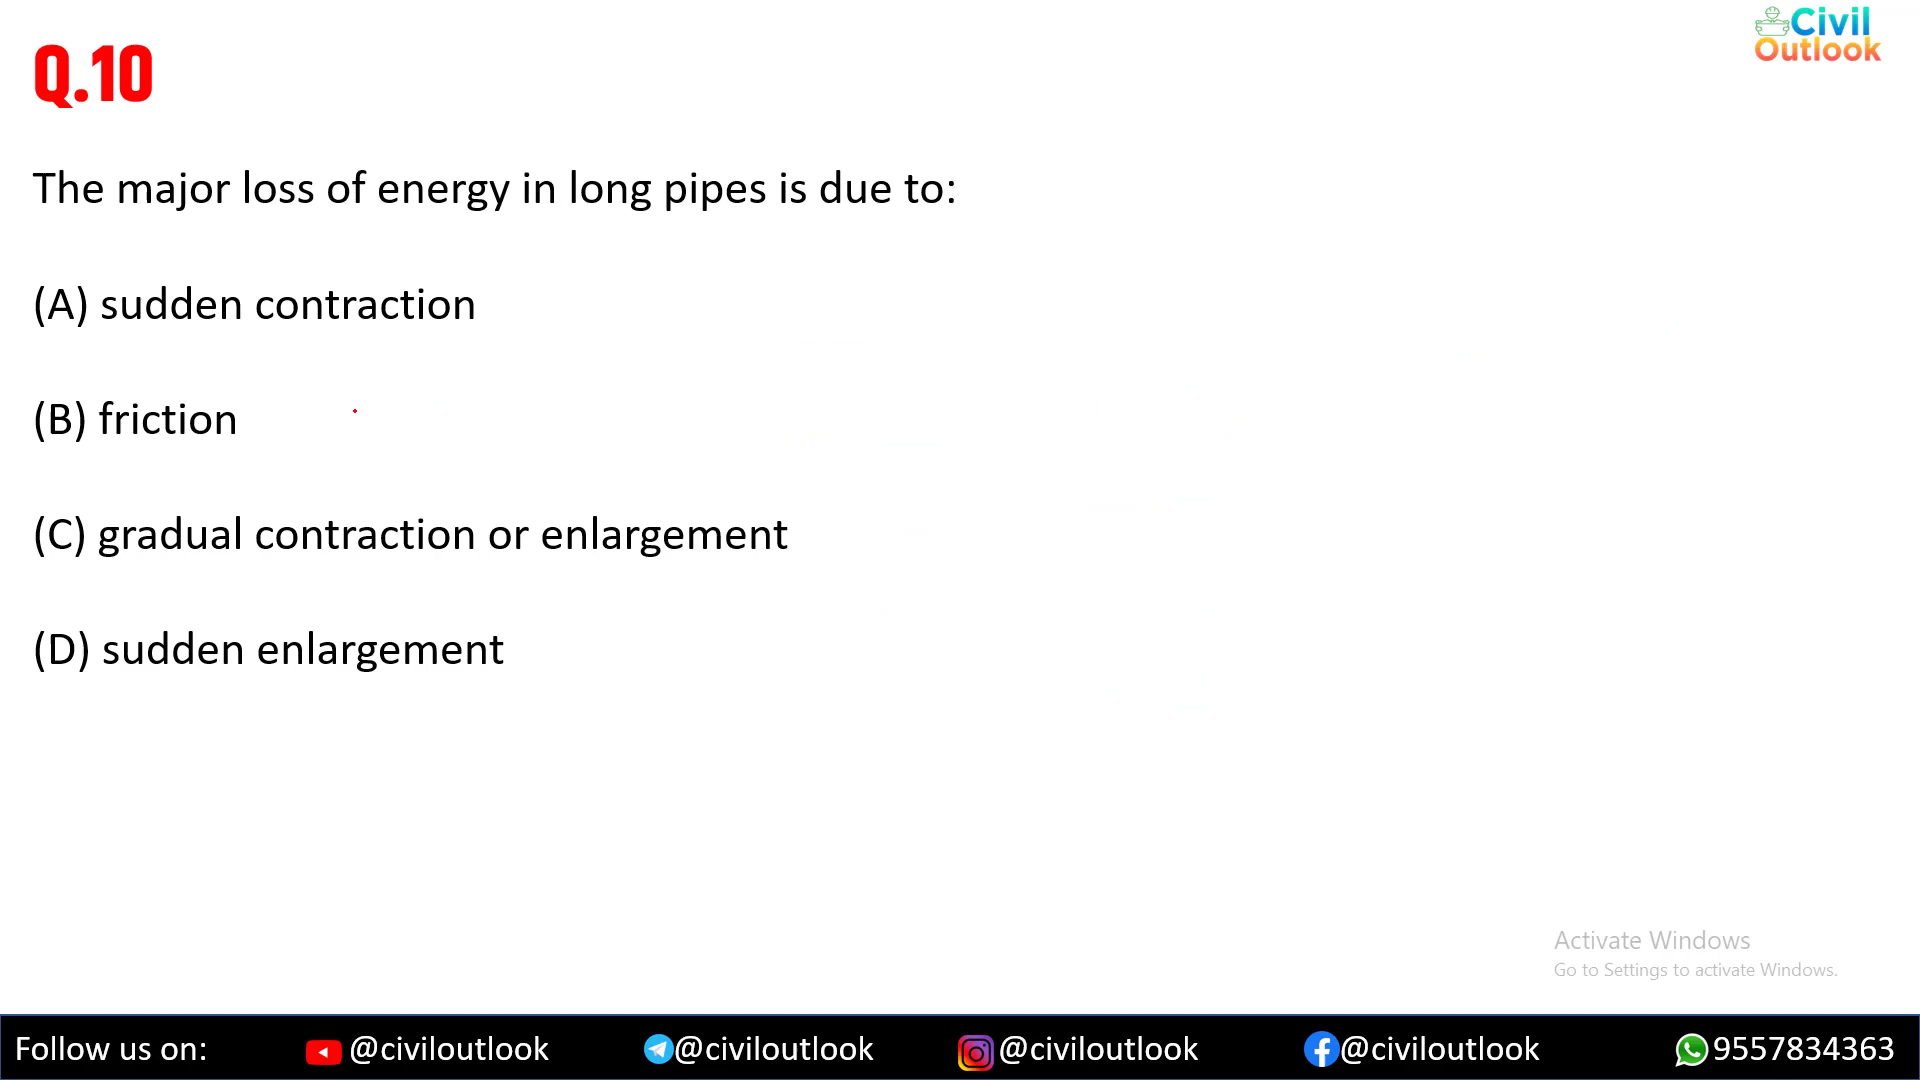 Civil
Outlook
Q.10
The major loss of energy in long pipes is due to:
(A) sudden contraction
(B) friction
(C) gradual contraction or enlargement
(D) sudden enlargement
Activate Windows
Go to Settings to activate Windows.
Follow us on: @civiloutlook @civiloutlook @civiloutlook @civiloutlook 9557834363